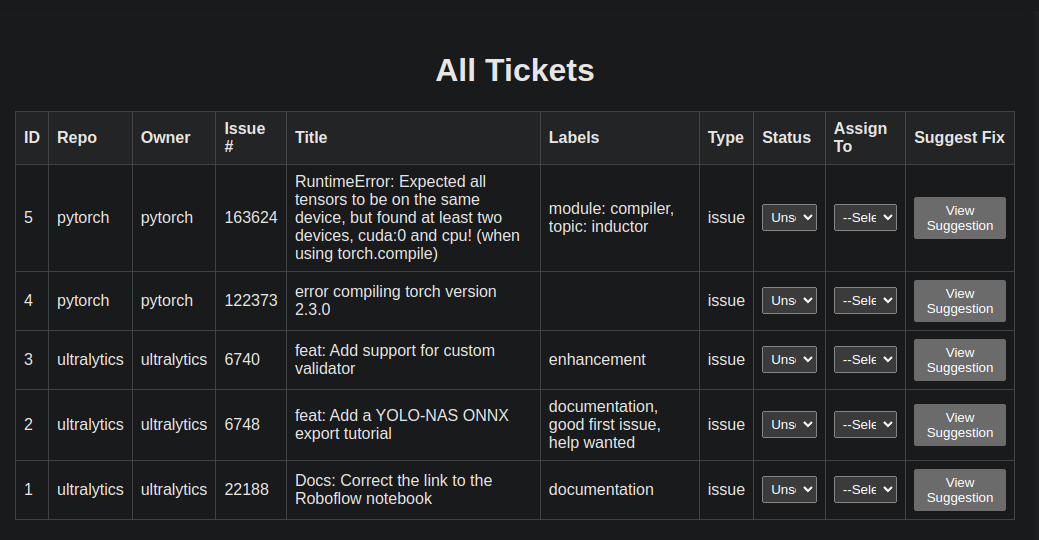 All Tickets
ID Repo Owner Issue # Title Labels Type Status Assign To Suggest Fix
5 pytorch pytorch 163624 RuntimeError: Expected all tensors to be on the same device, but found at least two devices, cuda:0 and cpu! (when using torch.compile) module: compiler, topic: inductor issue Uns --Sele View Suggestion
4 pytorch pytorch 122373 error compiling torch version 2.3.0 issue Uns --Sele View Suggestion
3 ultralytics ultralytics 6740 feat: Add support for custom validator enhancement issue Uns --Sele View Suggestion
2 ultralytics ultralytics 6748 feat: Add a YOLO-NAS ONNX export tutorial documentation, good first issue, help wanted issue Uns --Sele View Suggestion
1 ultralytics ultralytics 22188 Docs: Correct the link to the Roboflow notebook documentation issue Uns --Sele View Suggestion